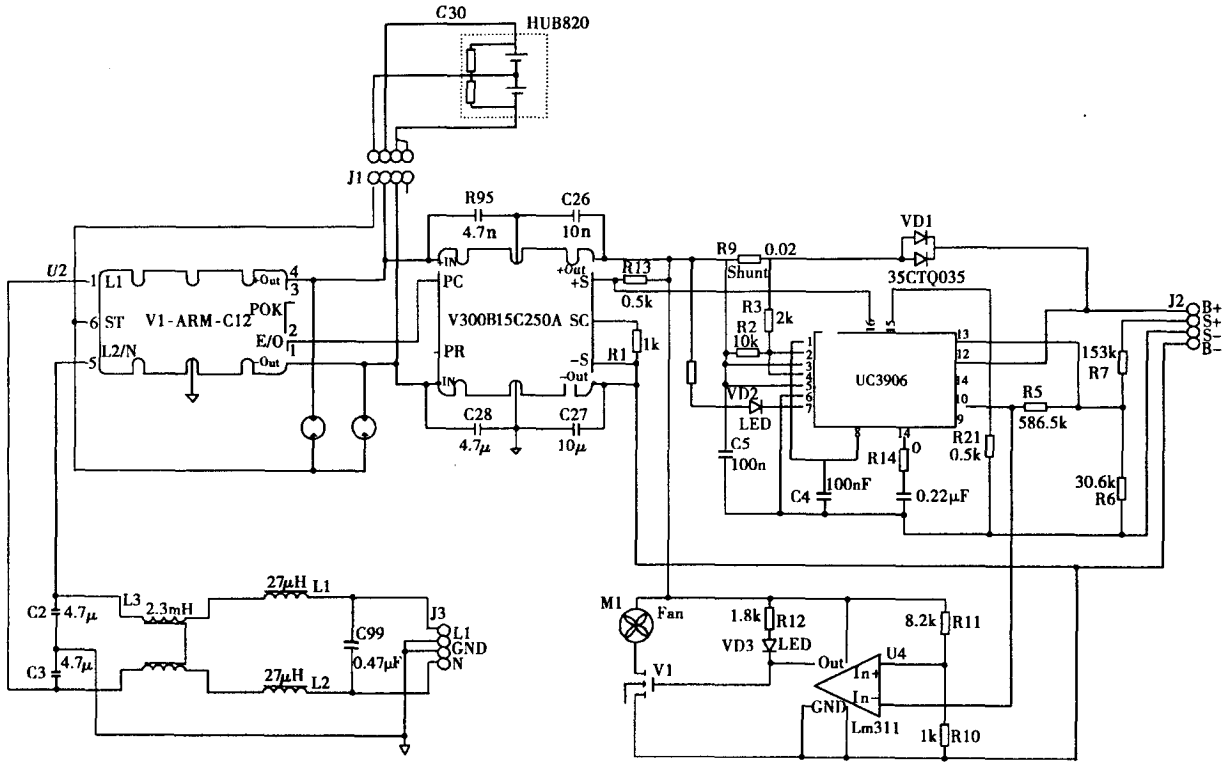 C30
HUB820
J1
R95
4.7n
C26
10n
U2
1
L1
Out
4
3
POK
6
ST
V1-ARM-C12
2
E/O
L2/N
1
5
Out
IN
+Out
PC
+S
V300B15C250A
SC
PR
R1
1k
-S
-Out
IN
C28
4.7μ
C27
10μ
R13
0.5k
R9
0.02
Shunt
VD1
35CTQ035
R3
2k
R2
10k
16
15
13
12
14
10
9
1
2
3
4
5
6
7
UC3906
8
14
VD2
LED
C5
100n
C4
100nF
R14
0
0.22μF
R21
0.5k
R5
586.5k
153k
R7
30.6k
R6
J2
B+
S+
S-
B-
C2
4.7μ
C3
4.7μ
L3
2.3mH
27μH
L1
27μH
L2
C99
0.47μF
J3
L1
GND
N
M1
Fan
V1
1.8k
R12
VD3
LED
Out
U4
In+
In-
GND
Lm311
8.2k
R11
1k
R10